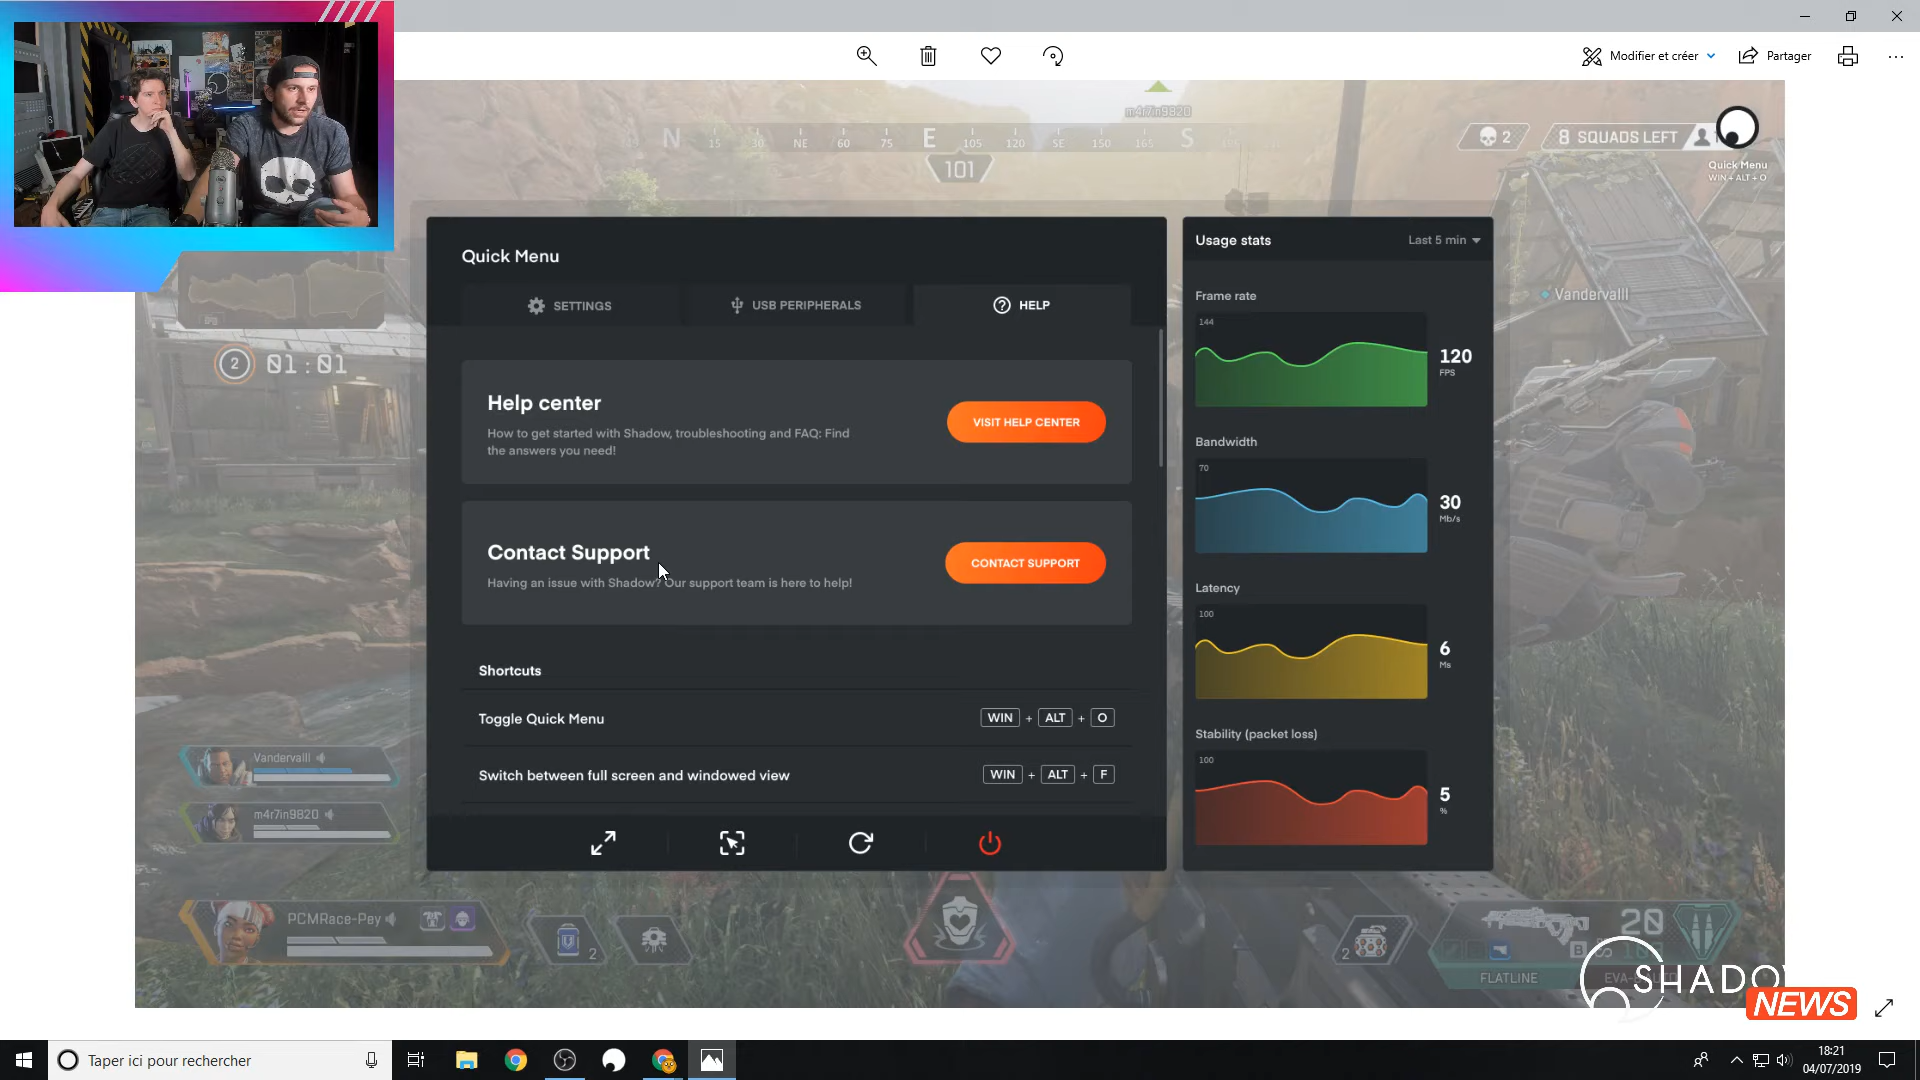 Modifier et créer
Partager
m4r7in9820
N 15 30 NE 60 75 E 105 120 SE 150 165 S
101
2
8 SQUADS LEFT
Quick Menu
WIN + ALT + O
Vandervalll
2 01:01
Quick Menu
SETTINGS
USB PERIPHERALS
HELP
Help center
How to get started with Shadow, troubleshooting and FAQ: Find
the answers you need!
VISIT HELP CENTER
Contact Support
Having an issue with Shadow? Our support team is here to help!
CONTACT SUPPORT
Shortcuts
Toggle Quick Menu
WIN + ALT + O
Switch between full screen and windowed view
WIN + ALT + F
Usage stats
Last 5 min
Frame rate
144
120
FPS
Bandwidth
70
30
Mb/s
Latency
100
6
Ms
Stability (packet loss)
100
5
%
Vandervalll
m4r7in9820
PCMRace-Pey
2
2
20
FLATLINE
SHADOW
NEWS
Taper ici pour rechercher
18:21
04/07/2019